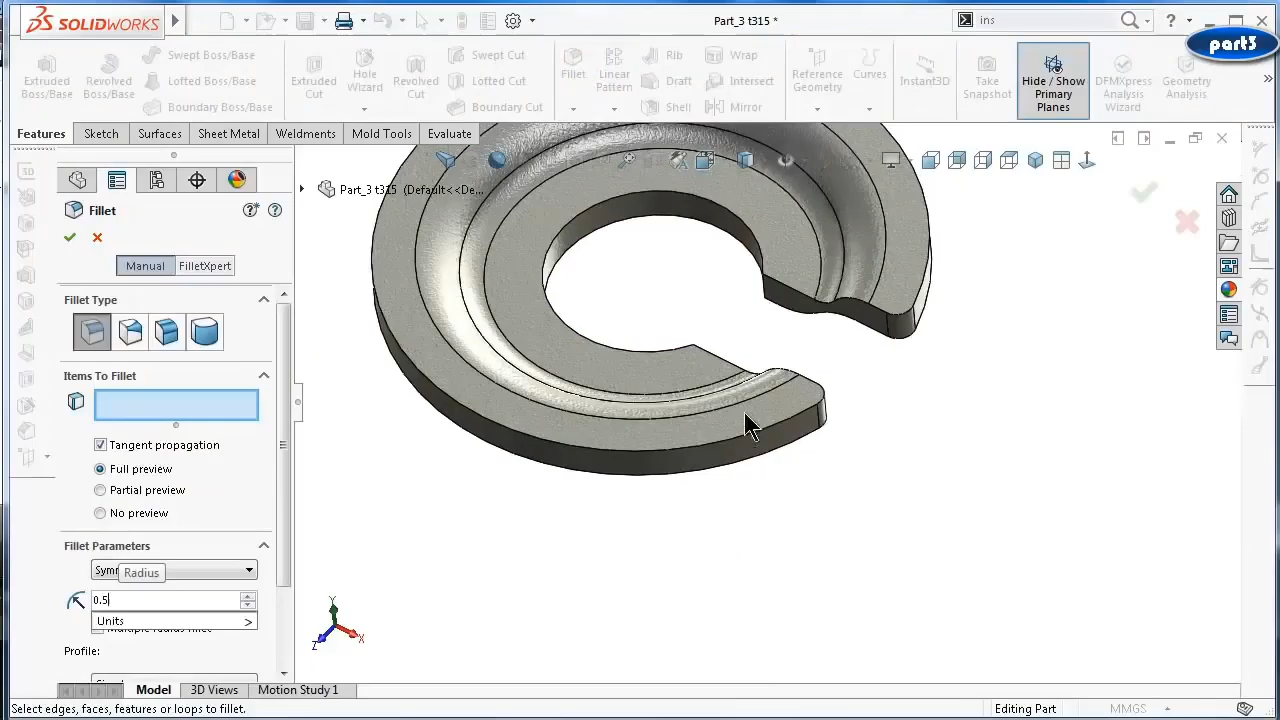 SOLIDWORKS
Part_3 t315 *
ins
part3
Extruded Boss/Base
Revolved Boss/Base
Swept Boss/Base
Lofted Boss/Base
Boundary Boss/Base
Extruded Cut
Hole Wizard
Revolved Cut
Swept Cut
Lofted Cut
Boundary Cut
Fillet
Linear Pattern
Rib
Draft
Shell
Wrap
Intersect
Mirror
Reference Geometry
Curves
Instant3D
Take Snapshot
Hide / Show Primary Planes
DFMXpress Analysis Wizard
Geometry Analysis
Features
Sketch
Surfaces
Sheet Metal
Weldments
Mold Tools
Evaluate
Part_3 t315 (Default<<De...
Fillet
Manual
FilletXpert
Fillet Type
Items To Fillet
Tangent propagation
Full preview
Partial preview
No preview
Fillet Parameters
Radius
0.5
Units
Profile:
Y
X
Z
Model
3D Views
Motion Study 1
Select edges, faces, features or loops to fillet.
Editing Part
MMGS